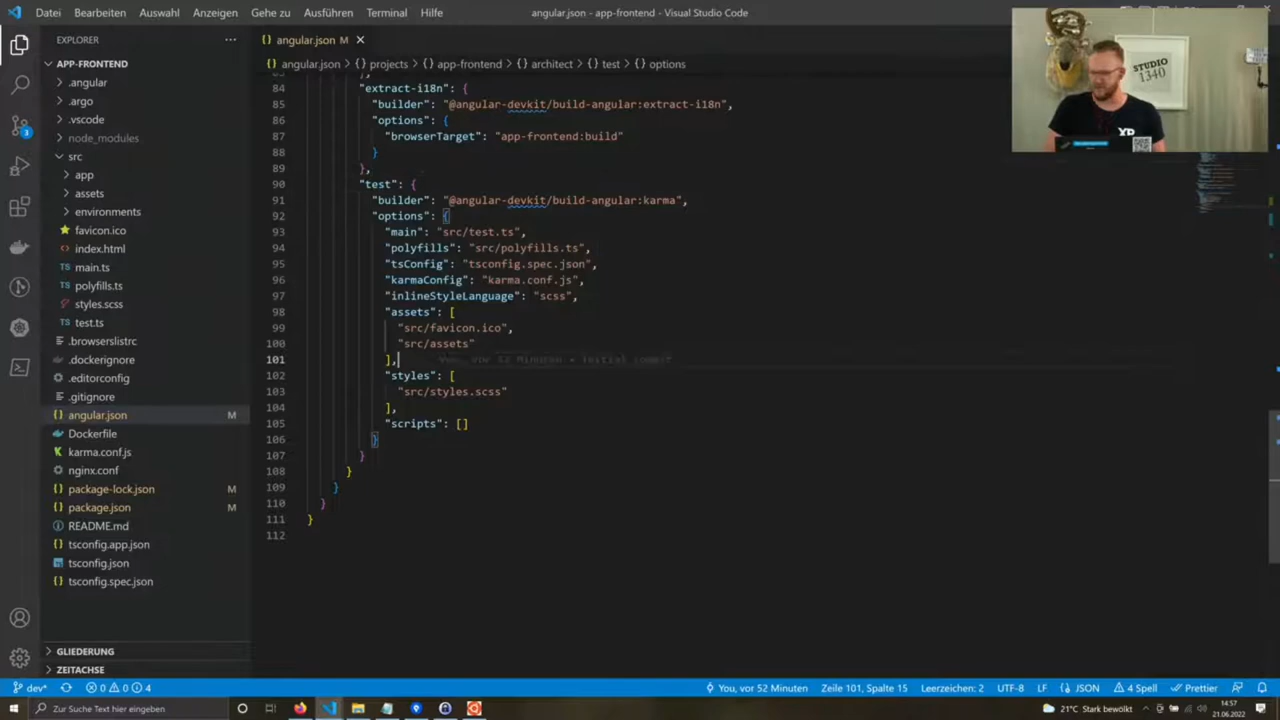 Datei Bearbeiten Auswahl Anzeigen Gehe zu Ausführen Terminal Hilfe
angular.json - app-frontend - Visual Studio Code
STUDIO
1340
XP
EXPLORER
APP-FRONTEND
.angular
.argo
.vscode
node_modules
src
app
assets
environments
favicon.ico
index.html
main.ts
polyfills.ts
styles.scss
test.ts
.browserslistrc
.dockerignore
.editorconfig
.gitignore
angular.json M
Dockerfile
karma.conf.js
nginx.conf
package-lock.json M
package.json M
README.md
tsconfig.app.json
tsconfig.json
tsconfig.spec.json
GLIEDERUNG
ZEITACHSE
angular.json M
angular.json > {} projects > {} app-frontend > {} architect > {} test > {} options
84 "extract-i18n": {
85 "builder": "@angular-devkit/build-angular:extract-i18n",
86 "options": {
87 "browserTarget": "app-frontend:build"
88 }
89 },
90 "test": {
91 "builder": "@angular-devkit/build-angular:karma",
92 "options": {
93 "main": "src/test.ts",
94 "polyfills": "src/polyfills.ts",
95 "tsConfig": "tsconfig.spec.json",
96 "karmaConfig": "karma.conf.js",
97 "inlineStyleLanguage": "scss",
98 "assets": [
99 "src/favicon.ico",
100 "src/assets"
101 ], You, vor 52 Minuten • Initial commit
102 "styles": [
103 "src/styles.scss"
104 ],
105 "scripts": []
106 }
107 }
108 }
109 }
110 }
111 }
112
dev* 0 0 4 You, vor 52 Minuten Zeile 101, Spalte 15 Leerzeichen: 2 UTF-8 LF {} JSON 4 Spell Prettier
Zur Suche Text hier eingeben 21°C Stark bewölkt 14:57
21.06.2022